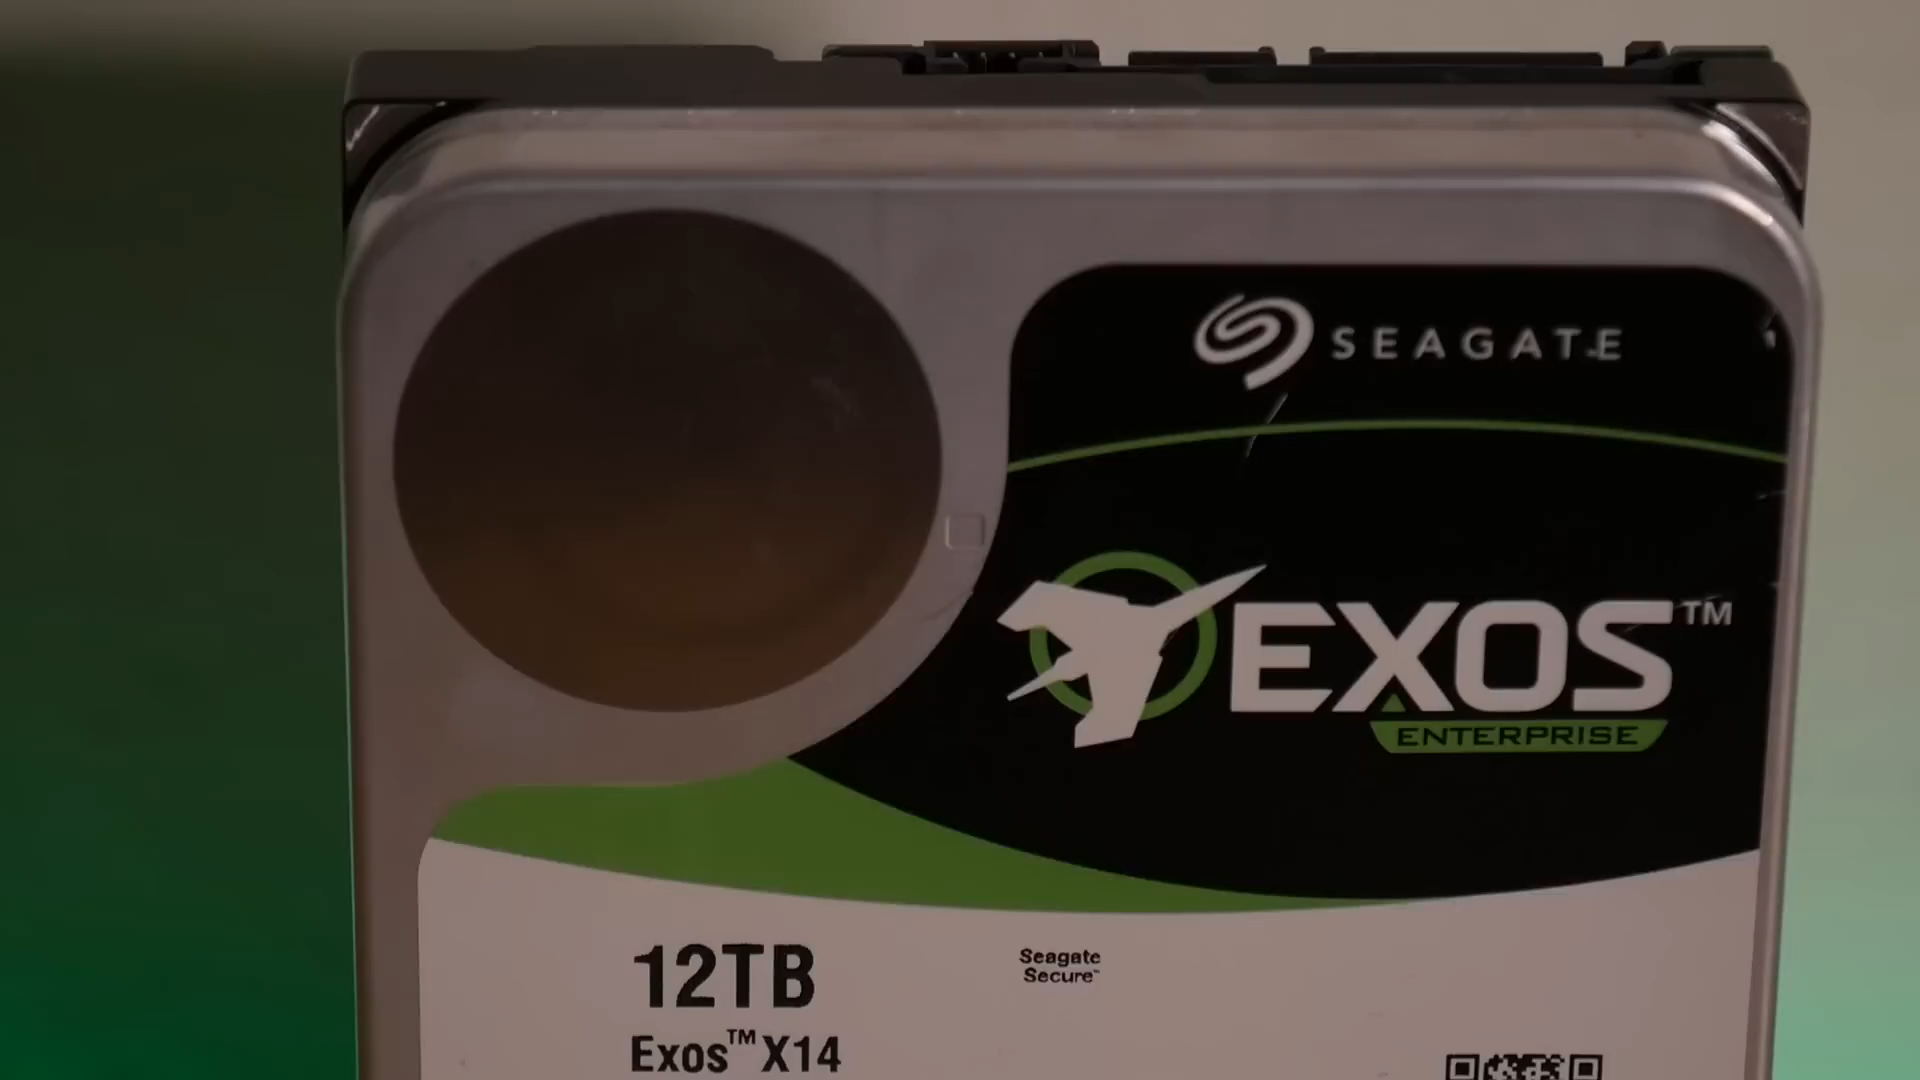 SEAGATE
EXOS™
ENTERPRISE
12TB
Seagate
Secure™
Exos™ X14